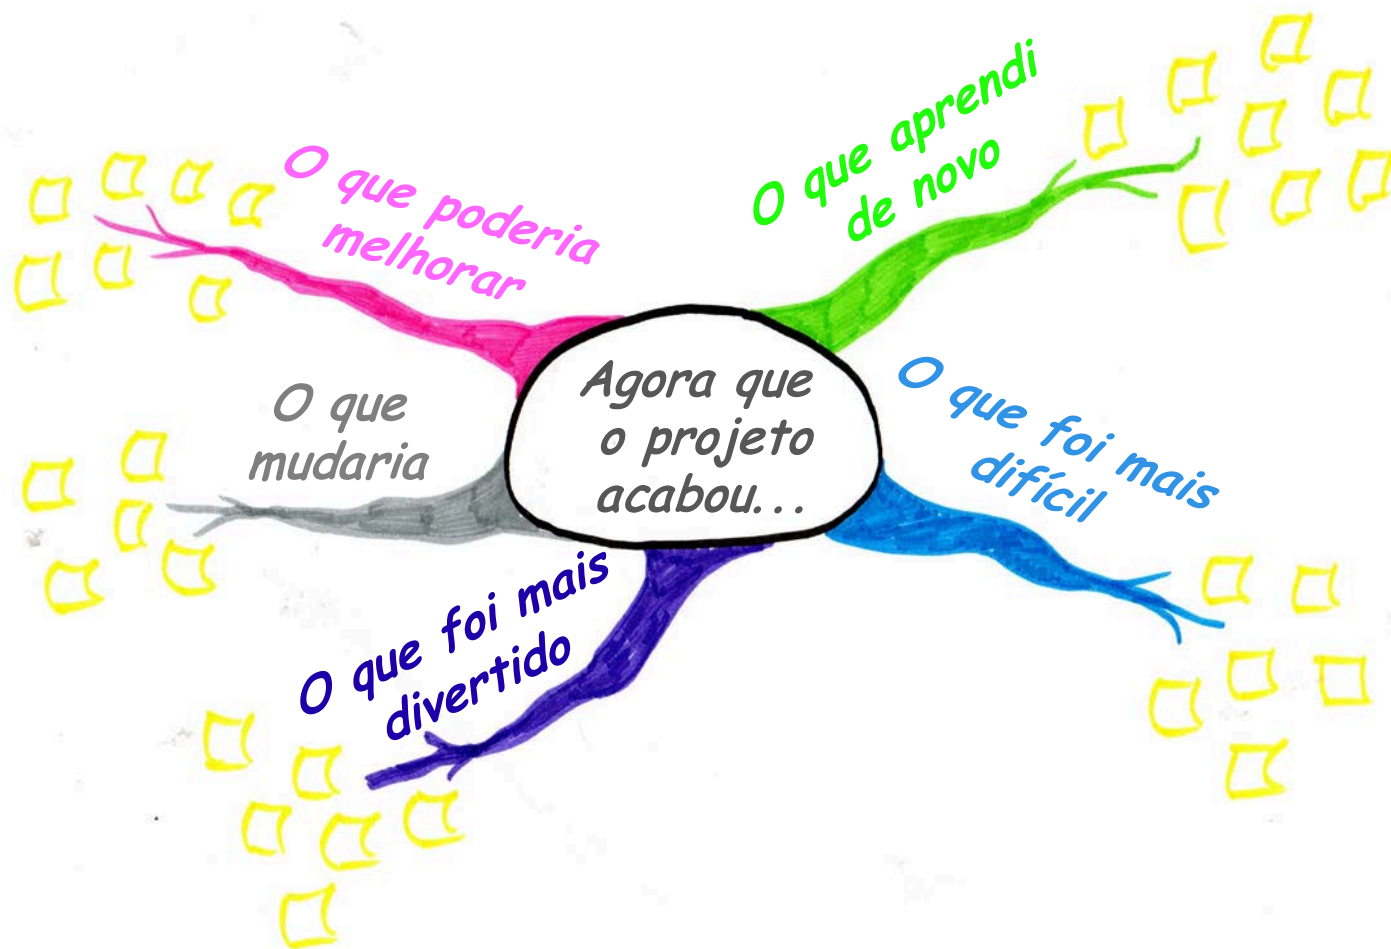 Agora que
o projeto
acabou...
O que aprendi
de novo
O que foi mais
difícil
O que foi mais
divertido
O que
mudaria
O que poderia
melhorar